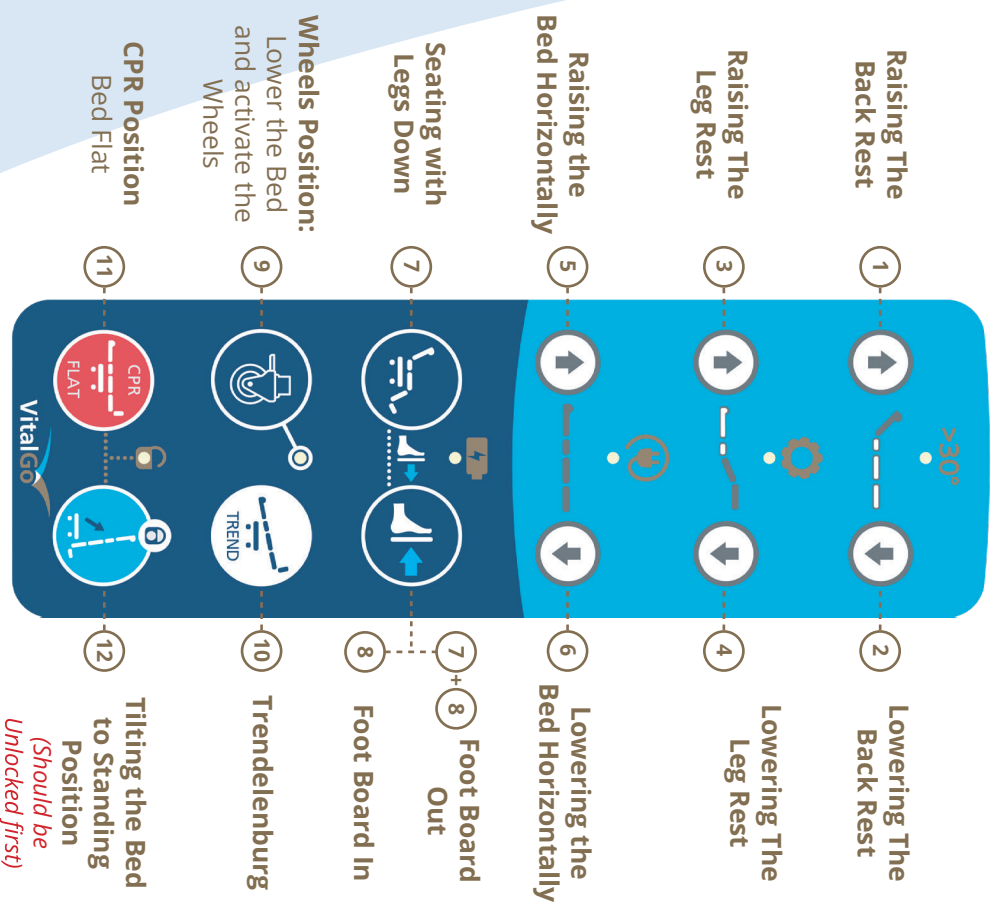 >30°
Raising The
Back Rest
1
2
Lowering The
Back Rest
Raising The
Leg Rest
3
4
Lowering The
Leg Rest
Raising the
Bed Horizontally
5
6
Lowering the
Bed Horizontally
Seating with
Legs Down
7
7 + 8
Foot Board
Out
8
Foot Board In
Wheels Position:
Lower the Bed
and activate the
Wheels
9
TREND
10
Trendelenburg
CPR Position
Bed Flat
11
CPR
FLAT
12
Tilting the Bed
to Standing
Position
(Should be
Unlocked first)
VitalGo